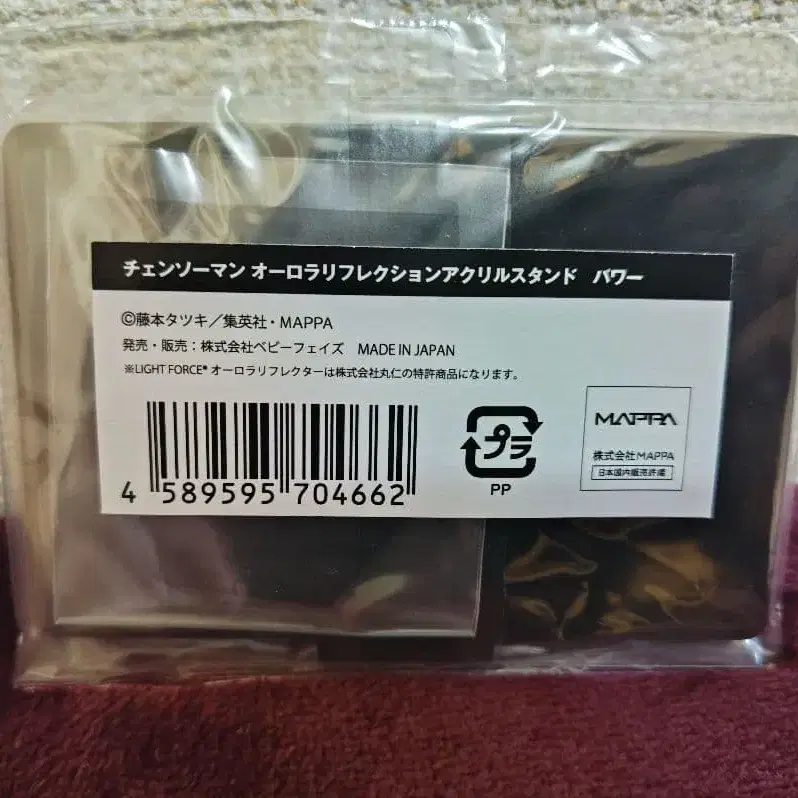 チェンソーマン オーロラリフレクションアクリルスタンド パワー
©藤本タツキ／集英社・MAPPA
発売・販売：株式会社ベビーフェイズ MADE IN JAPAN
※LIGHT FORCE® オーロラリフレクターは株式会社丸仁の特許商品になります。
4 589595 704662
プラ
PP
MAPPA
株式会社MAPPA
日本国内販売許諾